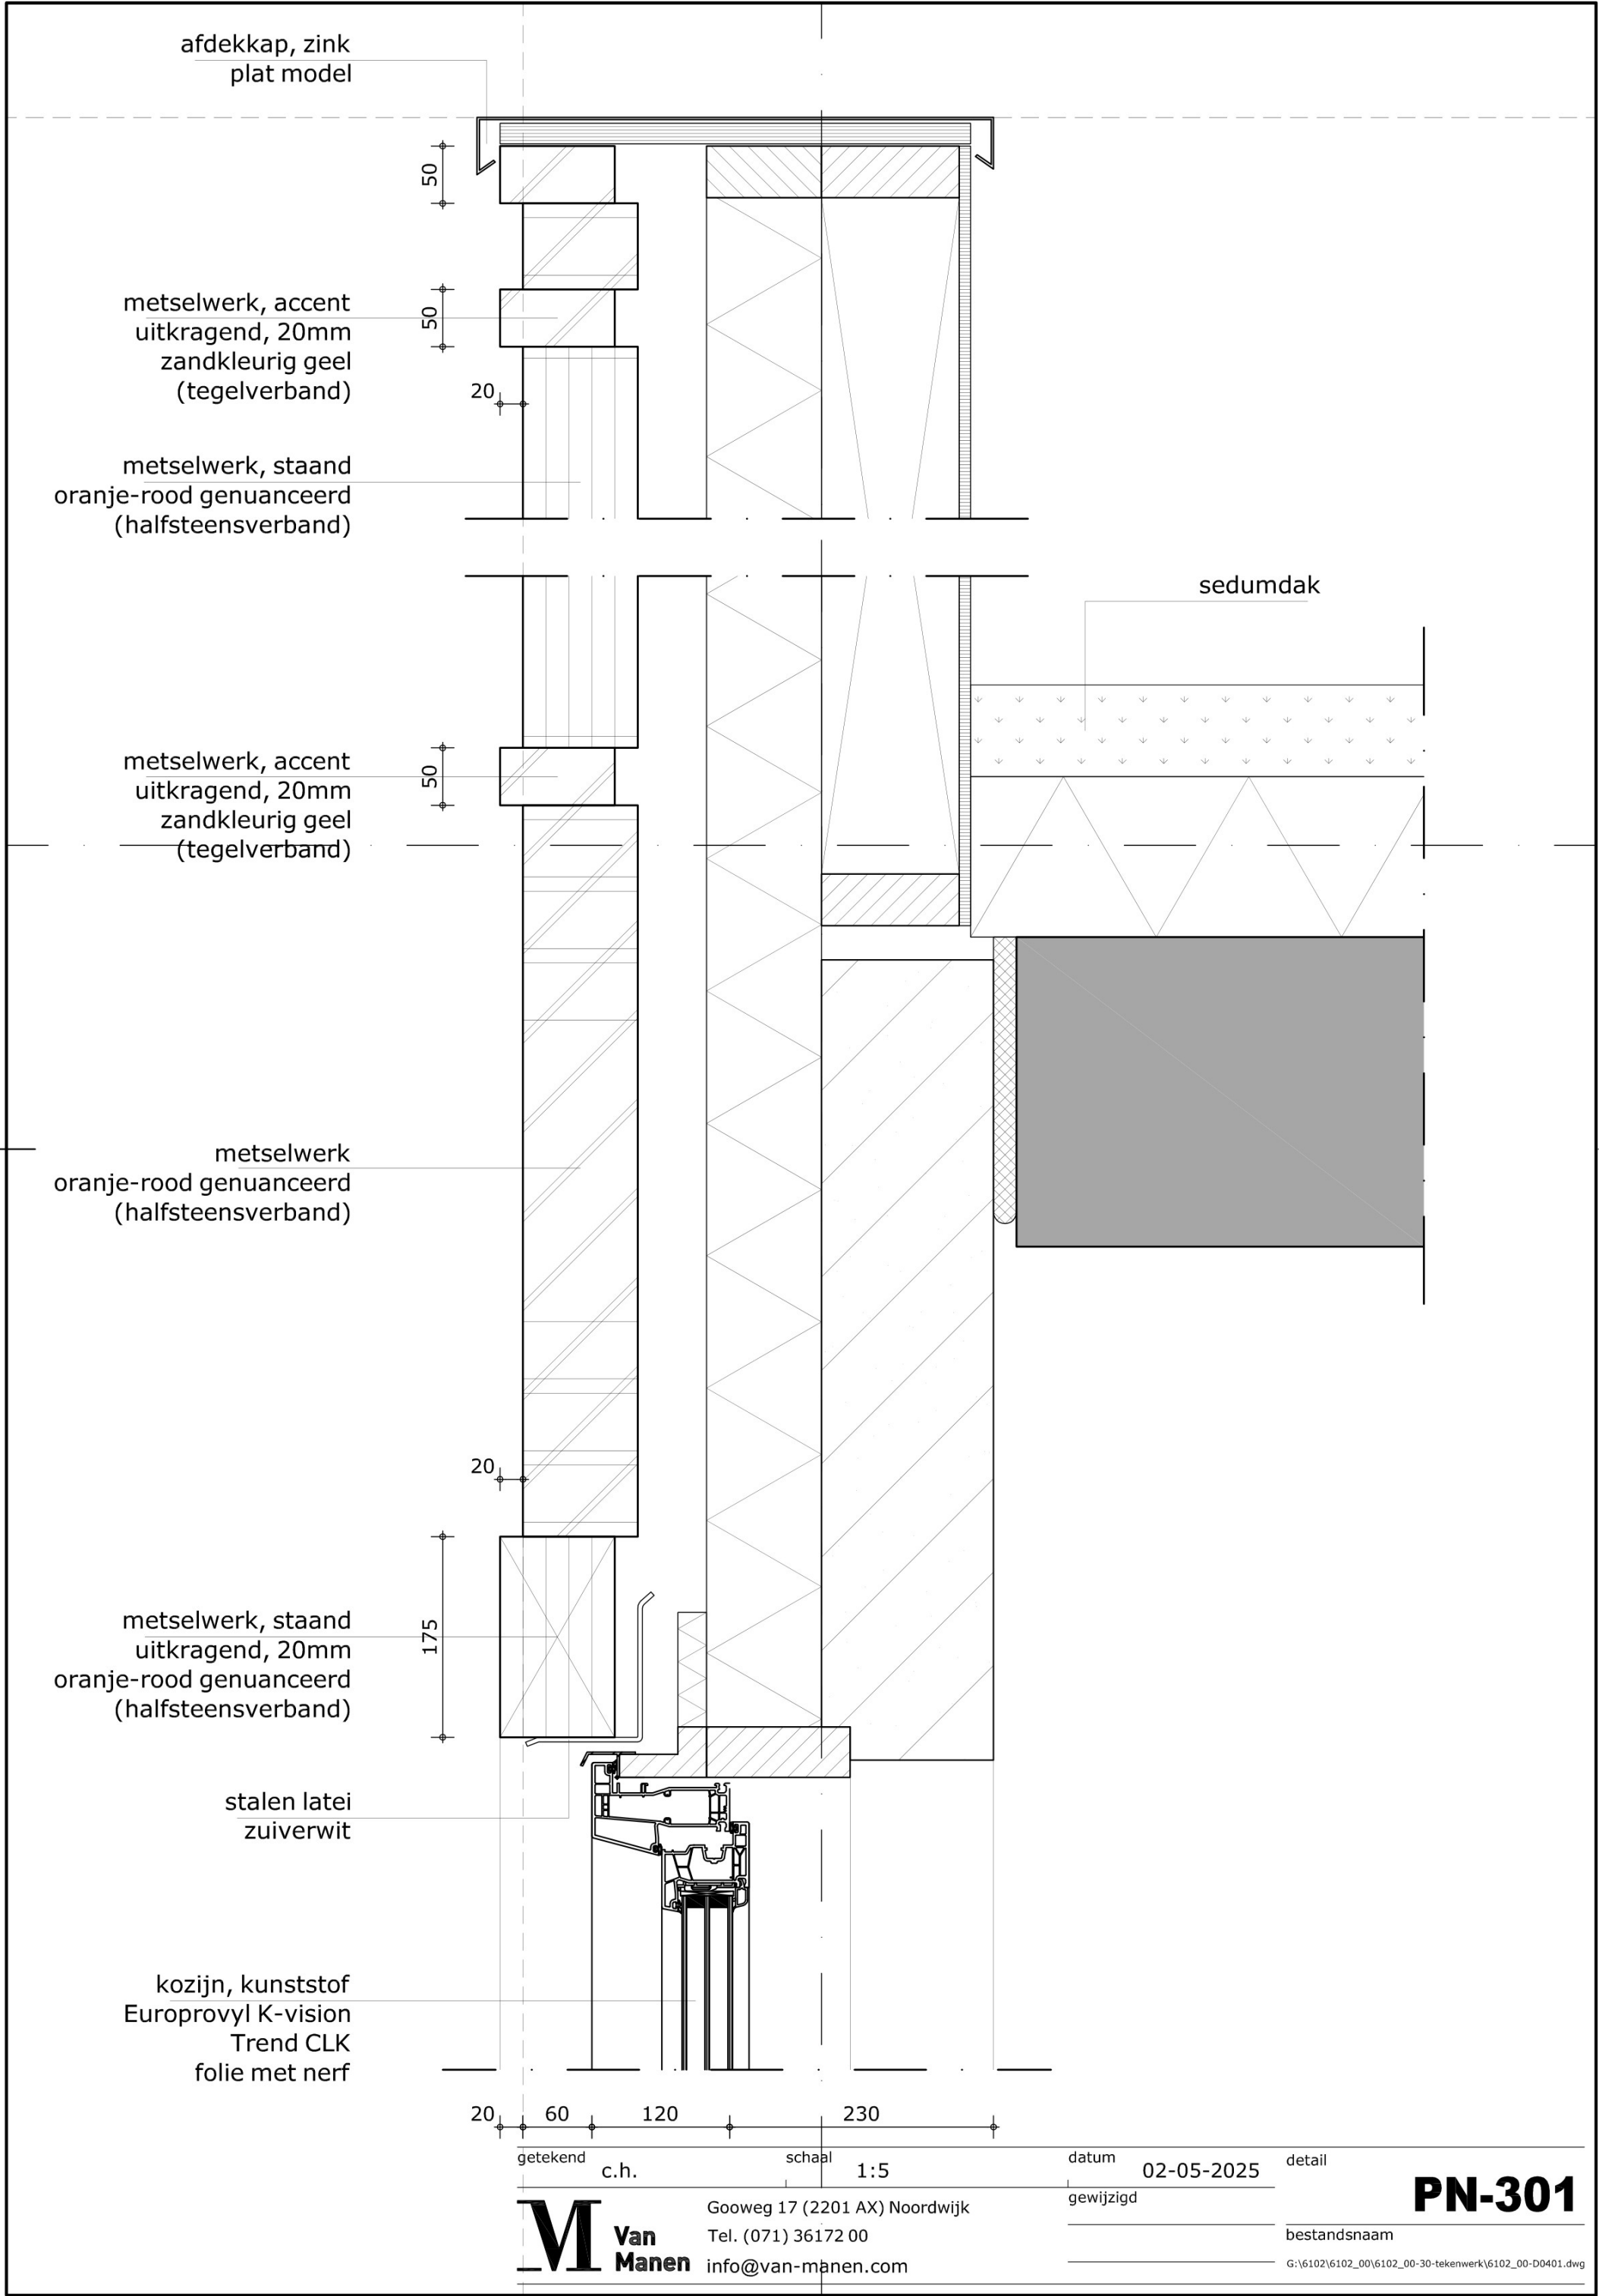 afdekkap, zink
plat model
50
metselwerk, accent
uitkragend, 20mm
zandkleurig geel
(tegelverband)
50
20
metselwerk, staand
oranje-rood genuanceerd
(halfsteensverband)
sedumdak
metselwerk, accent
uitkragend, 20mm
zandkleurig geel
(tegelverband)
50
metselwerk
oranje-rood genuanceerd
(halfsteensverband)
20
metselwerk, staand
uitkragend, 20mm
oranje-rood genuanceerd
(halfsteensverband)
175
stalen latei
zuiverwit
kozijn, kunststof
Europrovyl K-vision
Trend CLK
folie met nerf
20 60 120 230
getekend c.h. schaal 1:5 datum 02-05-2025 detail
PN-301
gewijzigd
Van
Manen
Gooweg 17 (2201 AX) Noordwijk
Tel. (071) 36172 00
info@van-manen.com
bestandsnaam
G:\6102\6102_00\6102_00-30-tekenwerk\6102_00-D0401.dwg